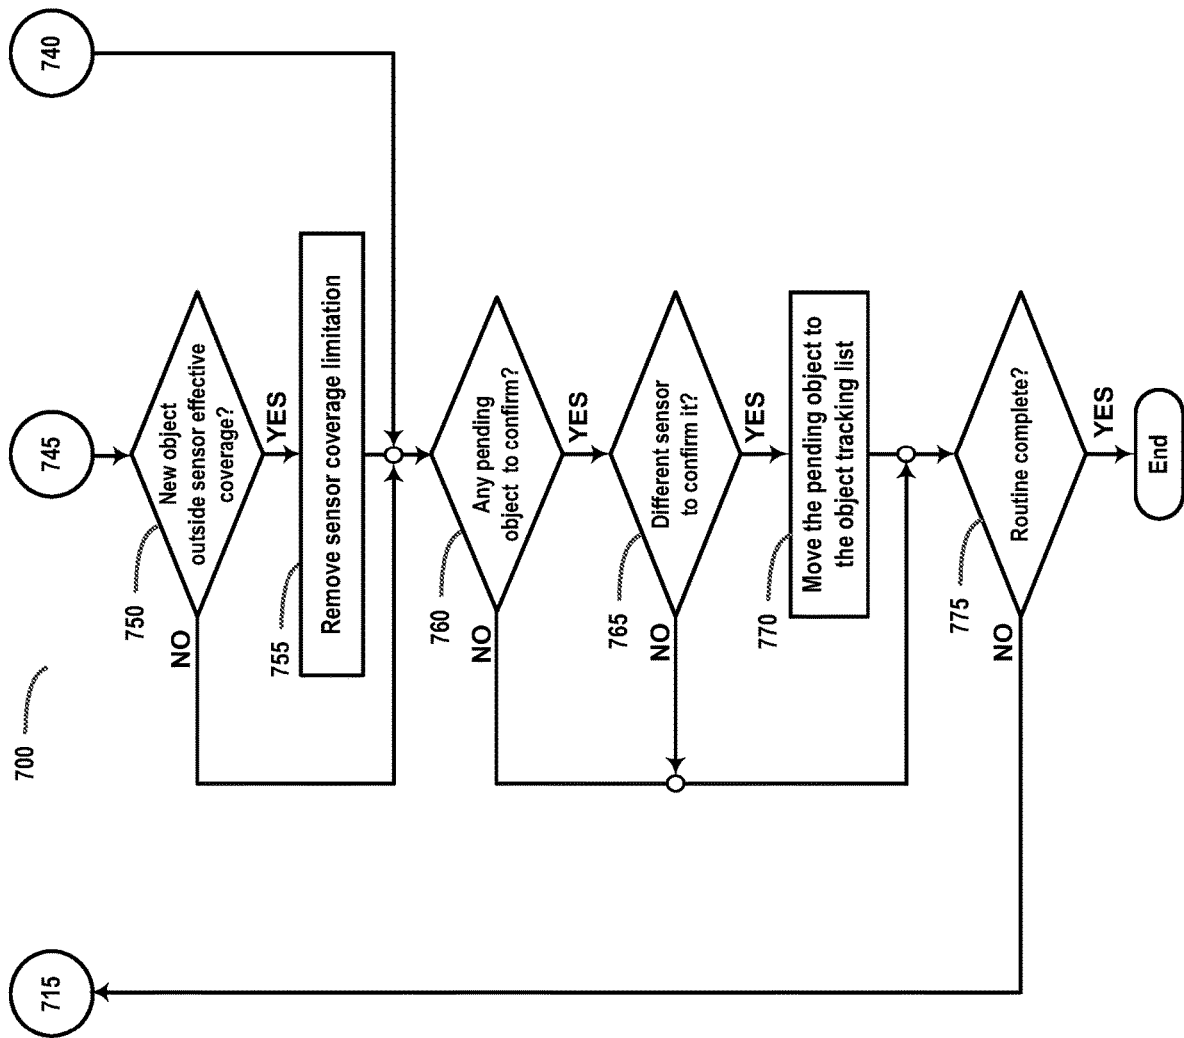 700
715
745
740
750
New object
outside sensor effective
coverage?
NO
YES
755
Remove sensor coverage limitation
760
Any pending
object to confirm?
NO
YES
765
Different sensor
to confirm it?
NO
YES
770
Move the pending object to
the object tracking list
775
Routine complete?
NO
YES
End